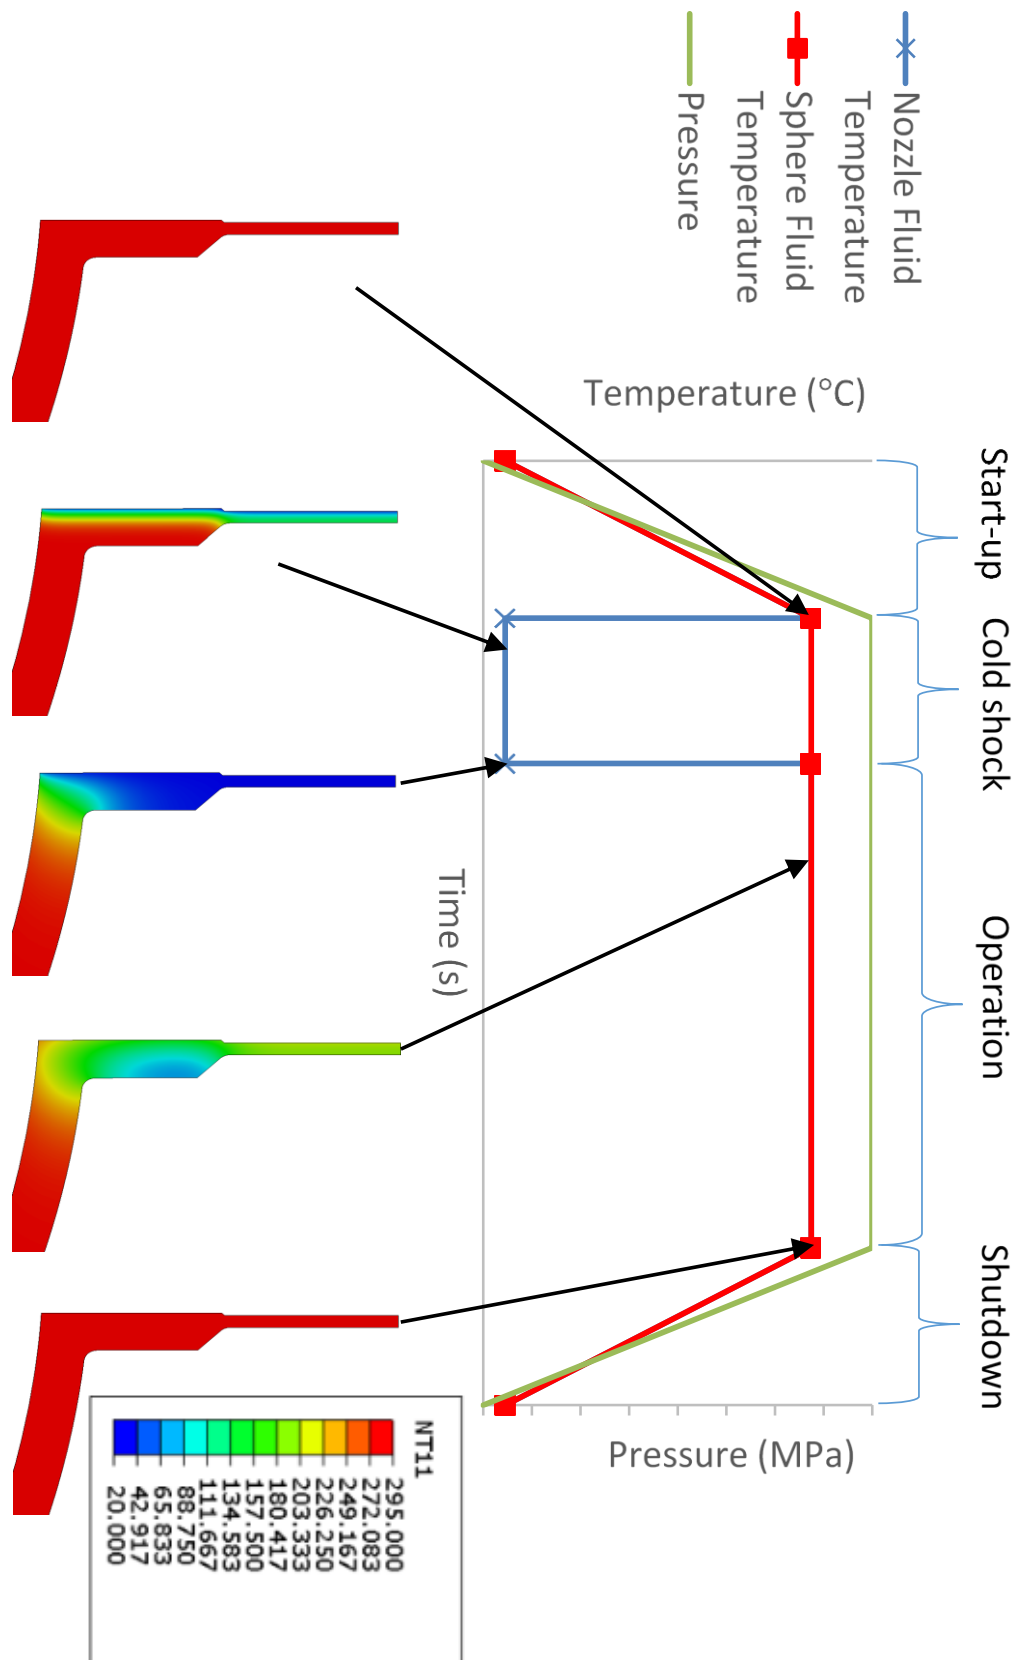 Start-up
Cold shock
Operation
Shutdown
Nozzle Fluid
Temperature
Sphere Fluid
Temperature
Pressure
Temperature (°C)
Pressure (MPa)
Time (s)
NT11
295.000
272.083
249.167
226.250
203.333
180.417
157.500
134.583
111.667
88.750
65.833
42.917
20.000